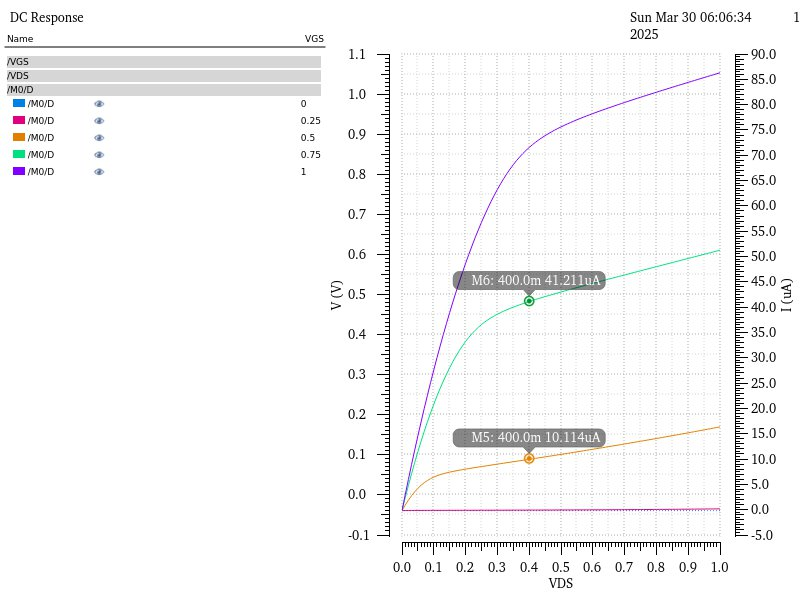 DC Response
Sun Mar 30 06:06:34 1
2025
Name VGS
/VGS
/VDS
/M0/D
/M0/D 0
/M0/D 0.25
/M0/D 0.5
/M0/D 0.75
/M0/D 1
V (V)
1.1
1.0
0.9
0.8
0.7
0.6
0.5
0.4
0.3
0.2
0.1
0.0
-0.1
M6: 400.0m 41.211uA
M5: 400.0m 10.114uA
I (uA)
90.0
85.0
80.0
75.0
70.0
65.0
60.0
55.0
50.0
45.0
40.0
35.0
30.0
25.0
20.0
15.0
10.0
5.0
0.0
-5.0
0.0 0.1 0.2 0.3 0.4 0.5 0.6 0.7 0.8 0.9 1.0
VDS